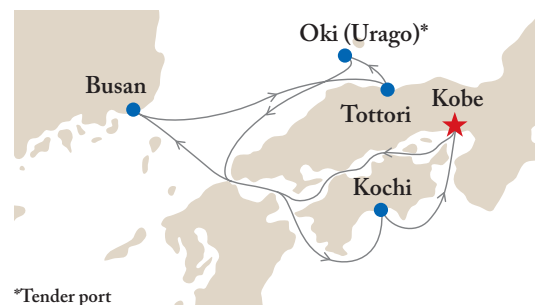 Oki (Urago)*
Busan
Tottori
Kobe
Kochi
*Tender port